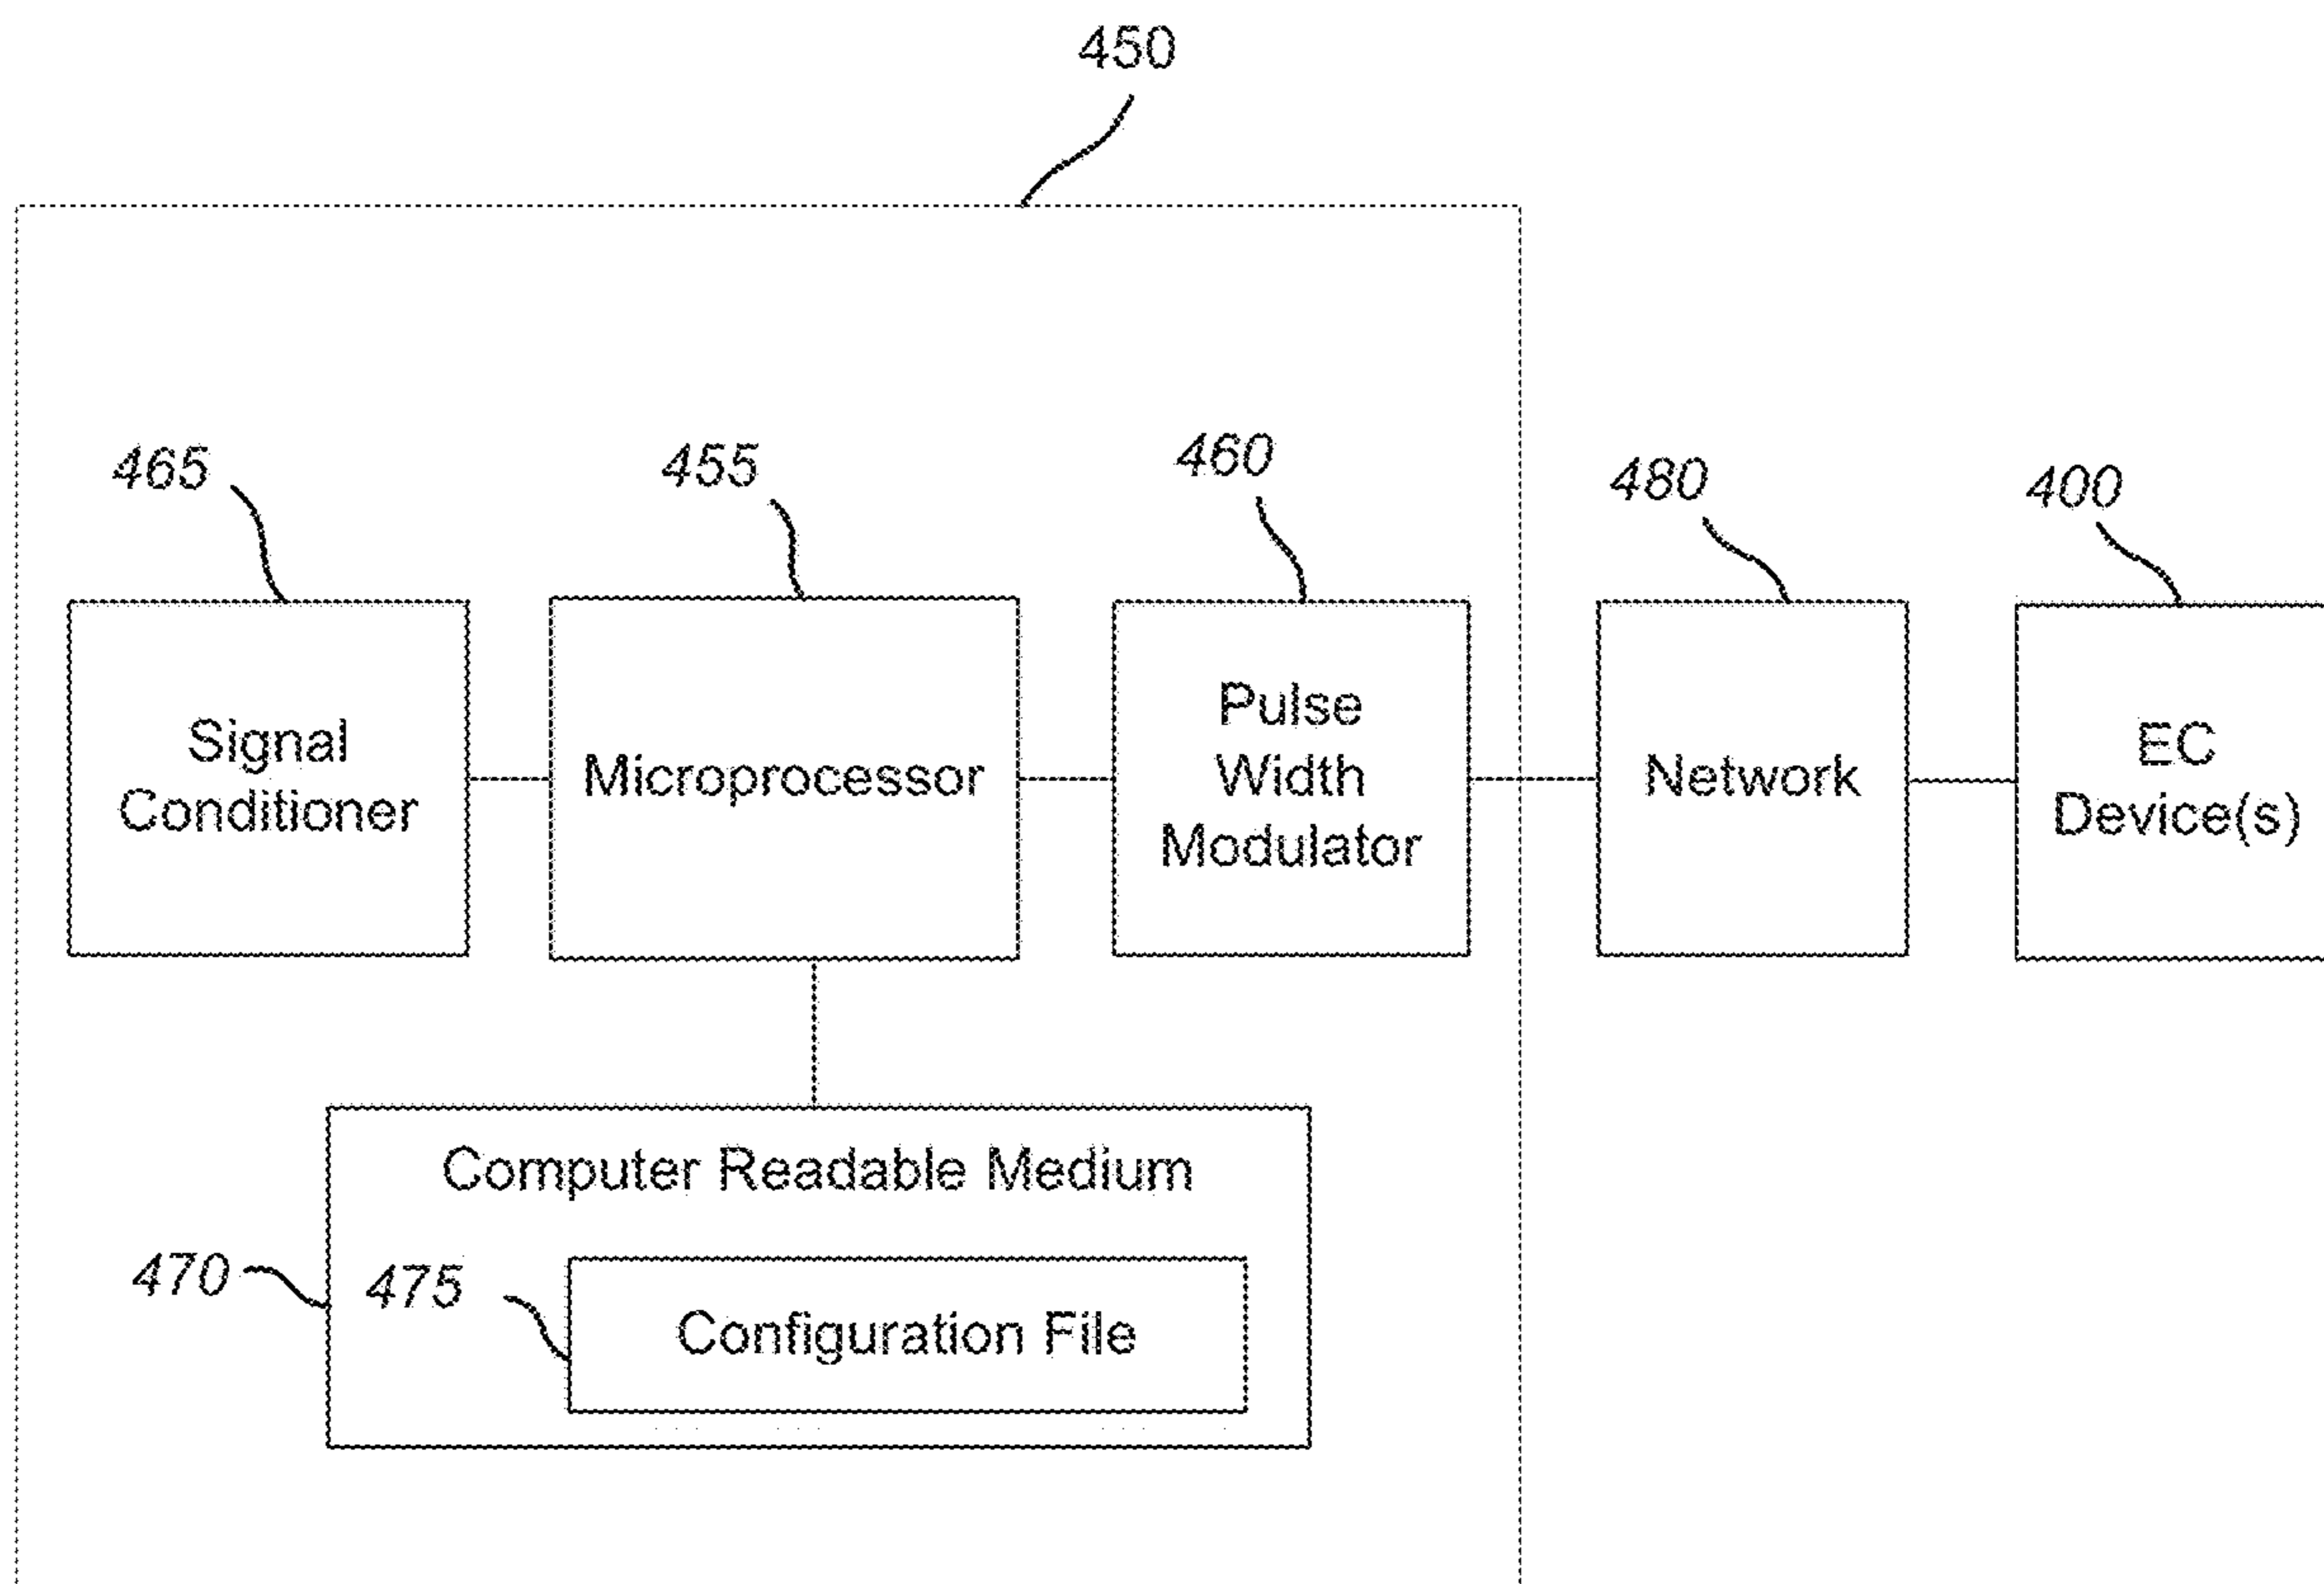 450
465
455
460
480
400
Signal
Conditioner
Microprocessor
Pulse
Width
Modulator
Network
EC
Device(s)
Computer Readable Medium
470
475
Configuration File